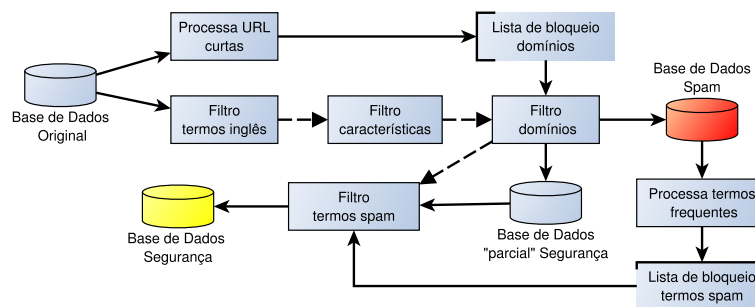 Processa URL
curtas
Lista de bloqueio
domínios
Base de Dados
Spam
Base de Dados
Original
Filtro
termos inglês
Filtro
características
Filtro
domínios
Processa termos
frequentes
Filtro
termos spam
Base de Dados
Segurança
Base de Dados
"parcial" Segurança
Lista de bloqueio
termos spam